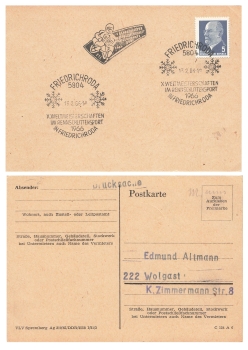 FRIEDRICHRODA
5804
X.WELTMEISTERSCHAFTEN
IM RENNSCHLITTENSPORT
1966
IN FRIEDRICHRODA
FRIEDRICHRODA
5804
X.WELTMEISTERSCHAFTEN
IM RENNSCHLITTENSPORT
1966
IN FRIEDRICHRODA
5
Drucksache
Absender:
Postkarte
Wohnort, auch Zustell- oder Leitpostamt
Straße, Hausnummer, Gebäudeteil, Stockwerk
oder Postschließfachnummer
bei Untermietern auch Name des Vermieters
Edmund Altmann
222 Wolgast
K.Zimmermann Str.8
Straße, Hausnummer, Gebäudeteil, Stockwerk
oder Postschließfachnummer
bei Untermietern auch Name des Vermieters